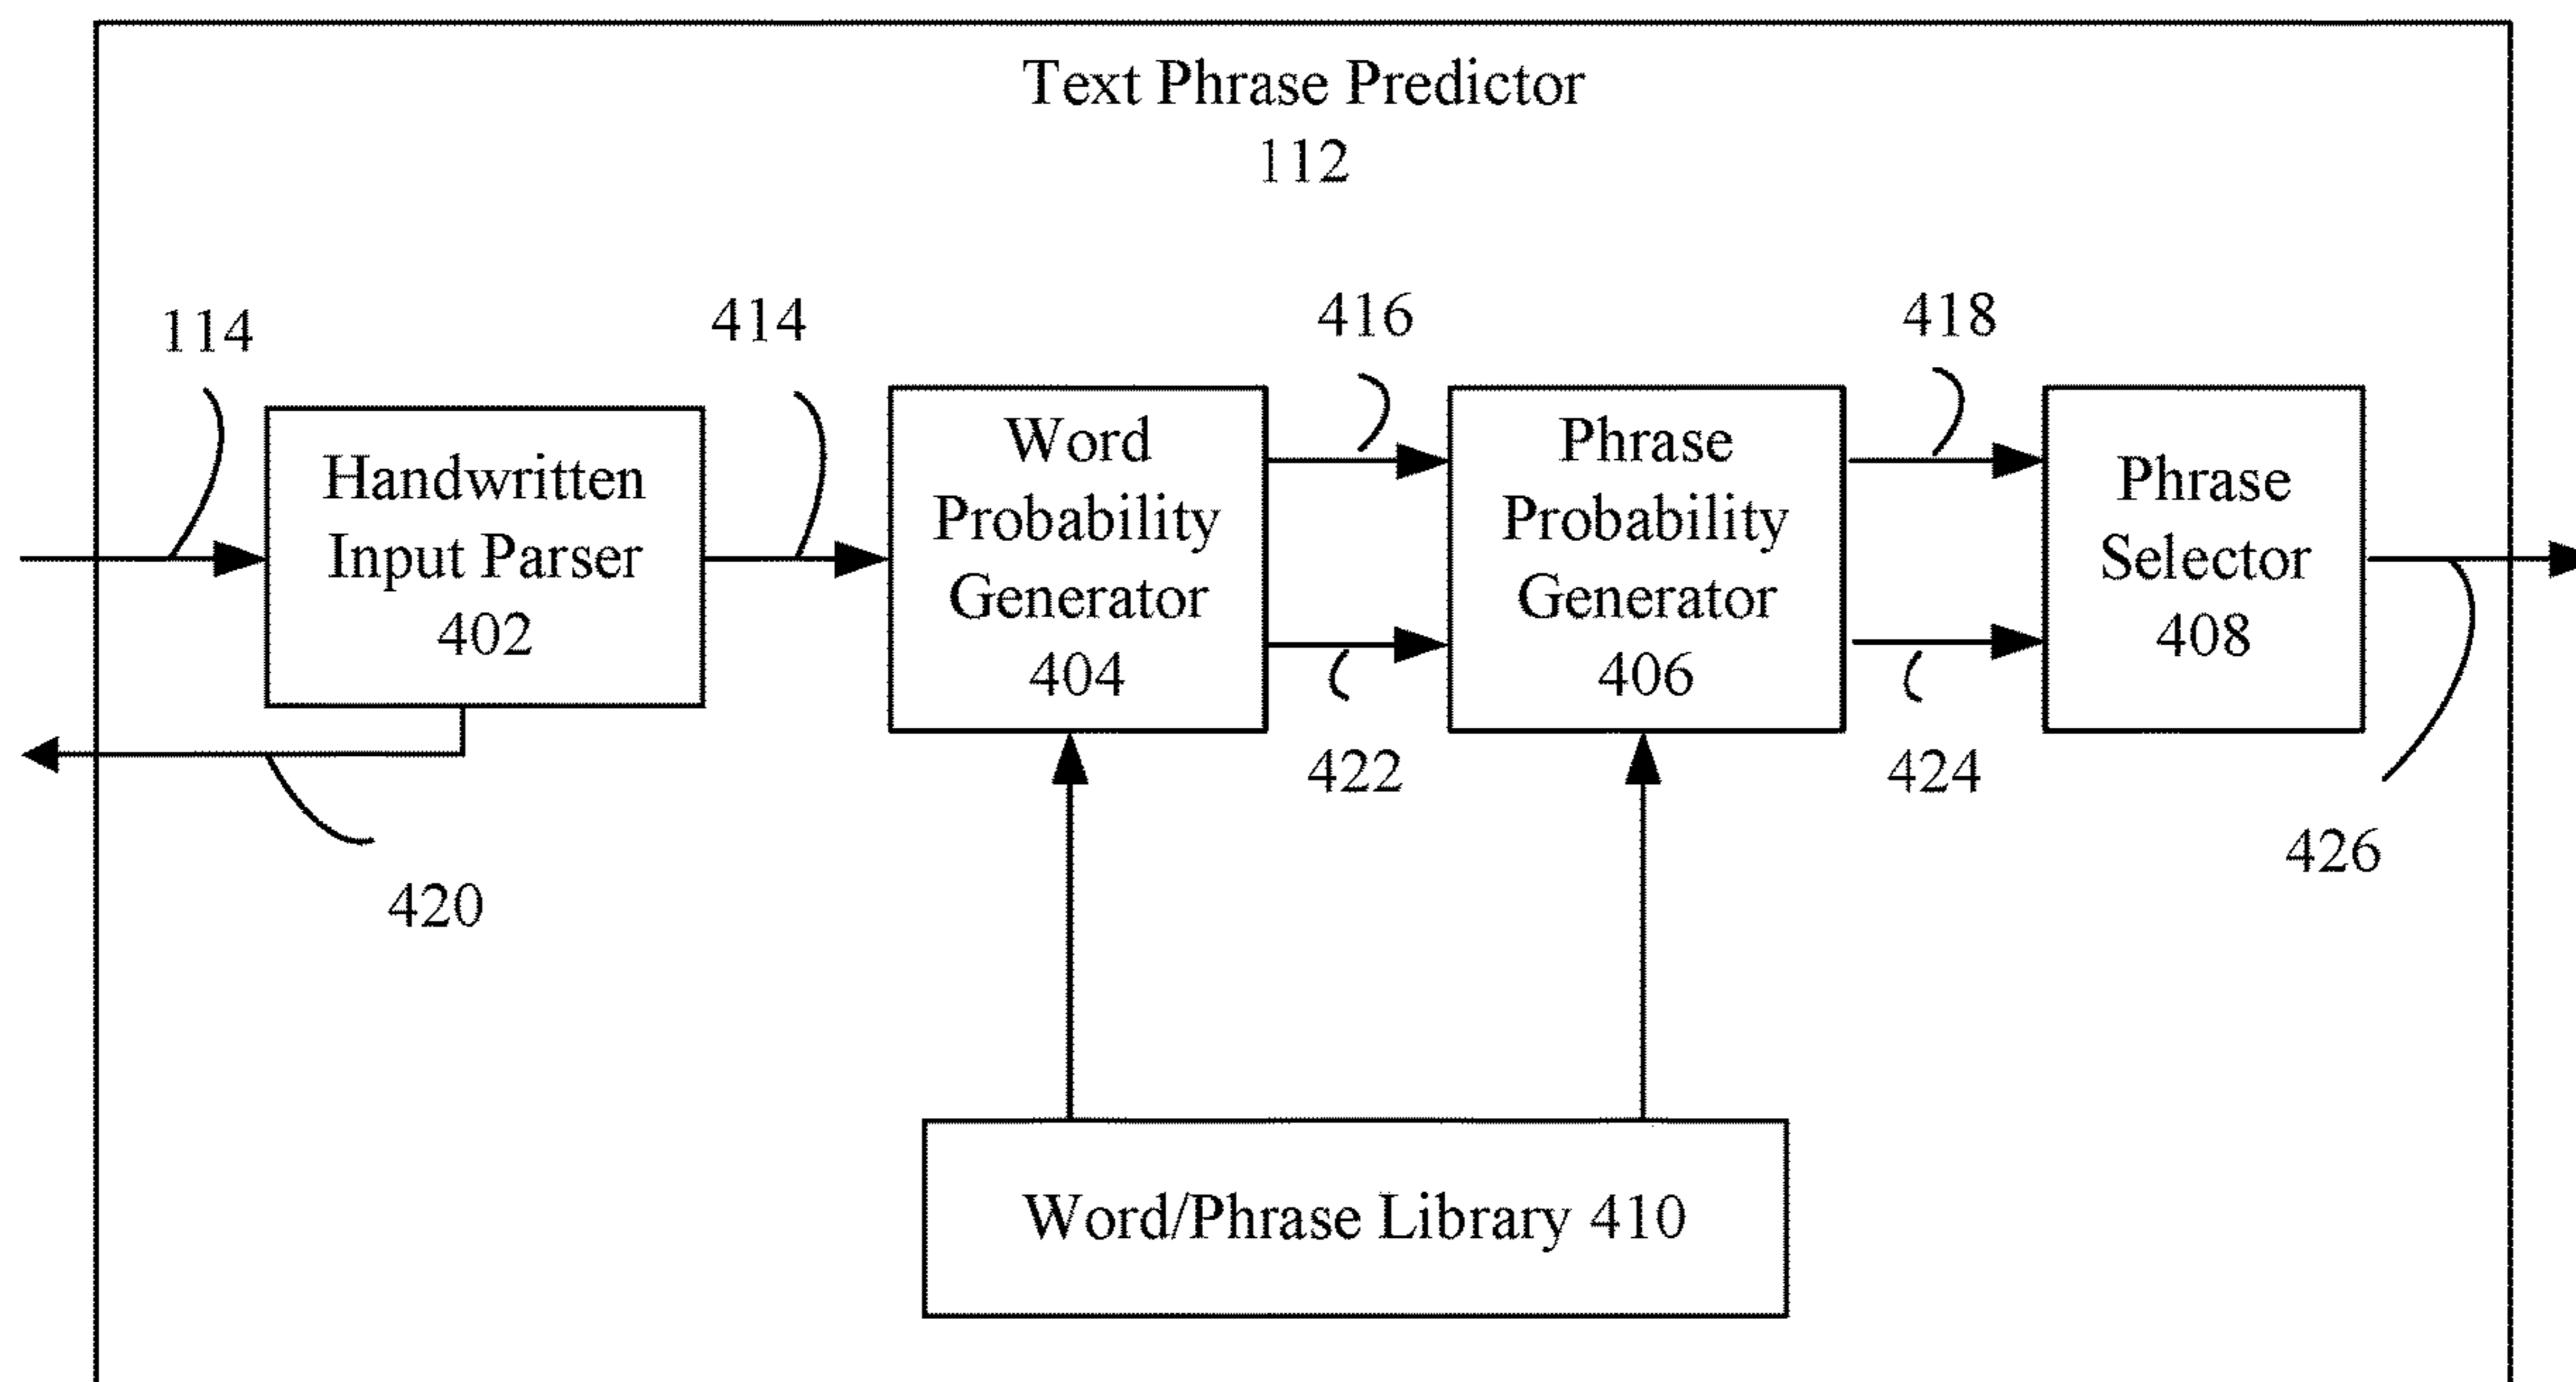 Text Phrase Predictor
112
114
414
416
418
Handwritten
Input Parser
402
Word
Probability
Generator
404
Phrase
Probability
Generator
406
Phrase
Selector
408
420
422
424
426
Word/Phrase Library 410